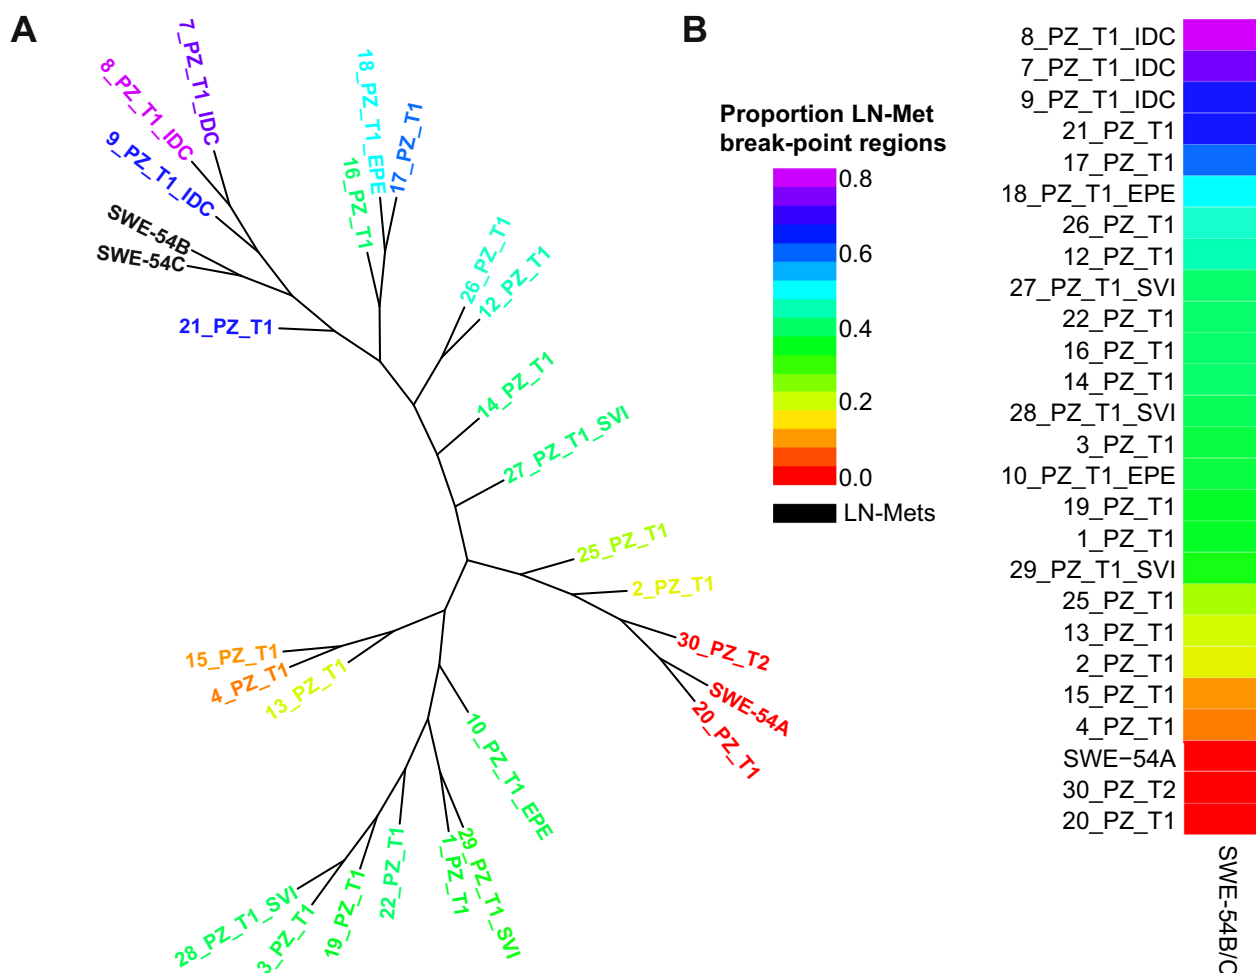 A
7_PZ_T1_IDC
8_PZ_T1_IDC
9_PZ_T1_IDC
SWE-54B
SWE-54C
21_PZ_T1
18_PZ_T1_EPE
17_PZ_T1
16_PZ_T1
26_PZ_T1
12_PZ_T1
14_PZ_T1
27_PZ_T1_SVI
25_PZ_T1
2_PZ_T1
30_PZ_T2
SWE-54A
20_PZ_T1
15_PZ_T1
4_PZ_T1
13_PZ_T1
10_PZ_T1_EPE
29_PZ_T1_SVI
1_PZ_T1
22_PZ_T1
19_PZ_T1
3_PZ_T1
28_PZ_T1_SVI
Proportion LN-Met
break-point regions
0.8
0.6
0.4
0.2
0.0
LN-Mets
B
8_PZ_T1_IDC
7_PZ_T1_IDC
9_PZ_T1_IDC
21_PZ_T1
17_PZ_T1
18_PZ_T1_EPE
26_PZ_T1
12_PZ_T1
27_PZ_T1_SVI
22_PZ_T1
16_PZ_T1
14_PZ_T1
28_PZ_T1_SVI
3_PZ_T1
10_PZ_T1_EPE
19_PZ_T1
1_PZ_T1
29_PZ_T1_SVI
25_PZ_T1
13_PZ_T1
2_PZ_T1
15_PZ_T1
4_PZ_T1
SWE−54A
30_PZ_T2
20_PZ_T1
SWE-54B/C